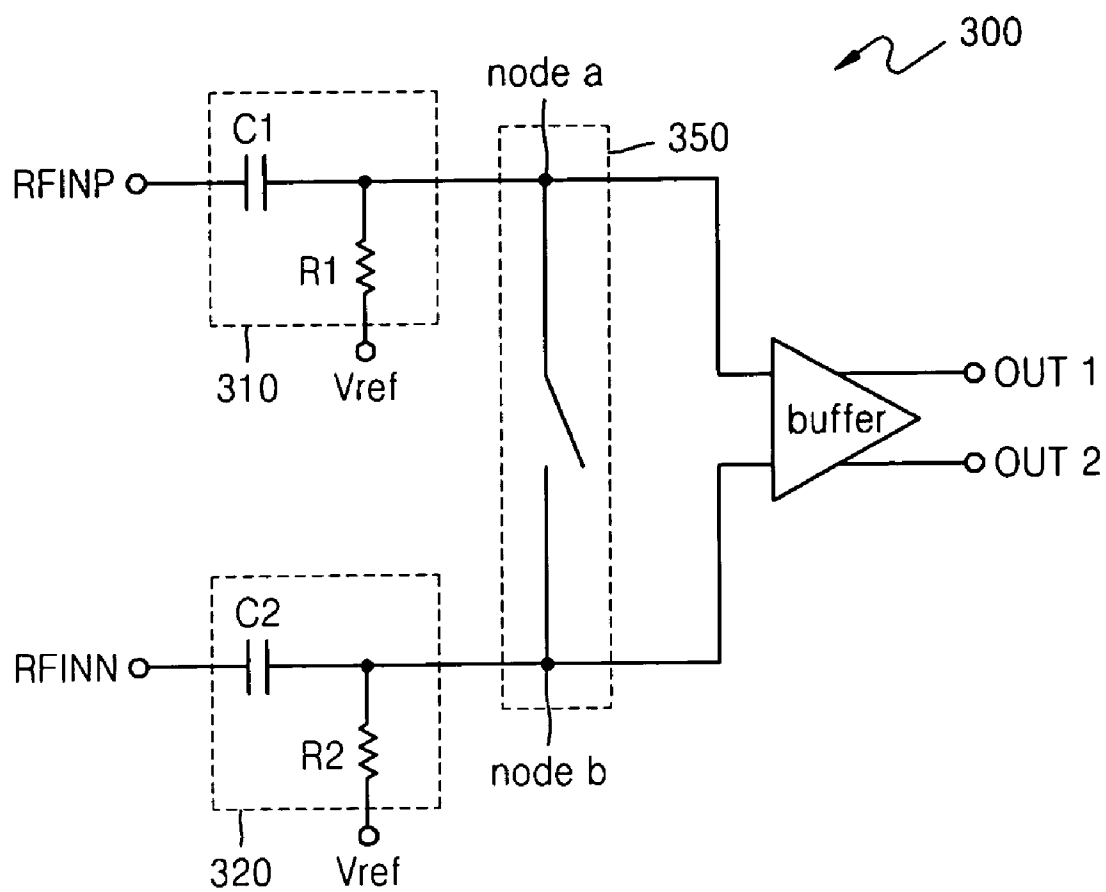 300
node a
350
C1
RFINP
R1
310
Vref
buffer
OUT 1
OUT 2
C2
RFINN
R2
node b
320
Vref